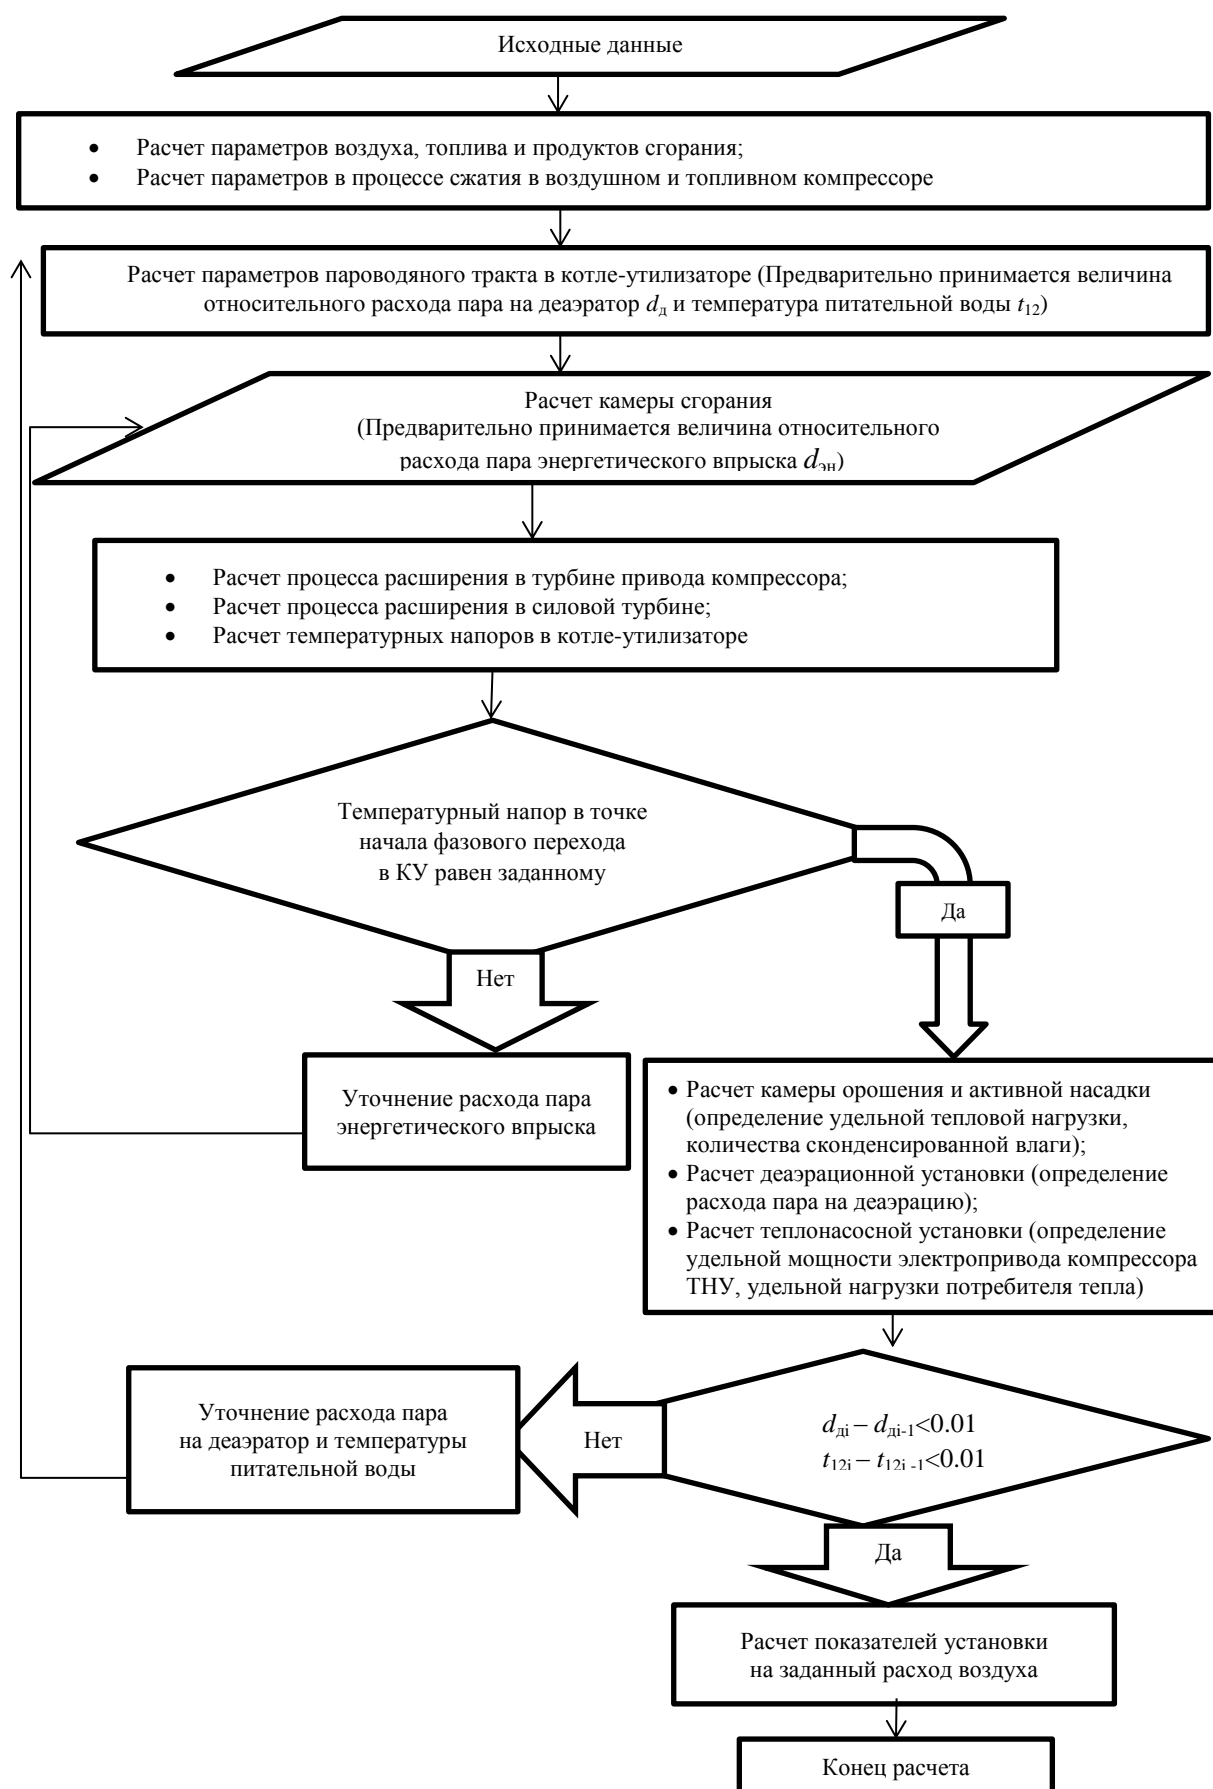 Исходные данные
• Расчет параметров воздуха, топлива и продуктов сгорания;
• Расчет параметров в процессе сжатия в воздушном и топливном компрессоре
Расчет параметров пароводяного тракта в котле-утилизаторе (Предварительно принимается величина
относительного расхода пара на деаэратор dд и температура питательной воды t12)
Расчет камеры сгорания
(Предварительно принимается величина относительного
расхода пара энергетического впрыска dэн)
• Расчет процесса расширения в турбине привода компрессора;
• Расчет процесса расширения в силовой турбине;
• Расчет температурных напоров в котле-утилизаторе
Температурный напор в точке
начала фазового перехода
в КУ равен заданному
Да
Нет
Уточнение расхода пара
энергетического впрыска
• Расчет камеры орошения и активной насадки
(определение удельной тепловой нагрузки,
количества сконденсированной влаги);
• Расчет деаэрационной установки (определение
расхода пара на деаэрацию);
• Расчет теплонасосной установки (определение
удельной мощности электропривода компрессора
ТНУ, удельной нагрузки потребителя тепла)
Уточнение расхода пара
на деаэратор и температуры
питательной воды
Нет
dдi – dдi-1<0.01
t12i – t12i -1<0.01
Да
Расчет показателей установки
на заданный расход воздуха
Конец расчета